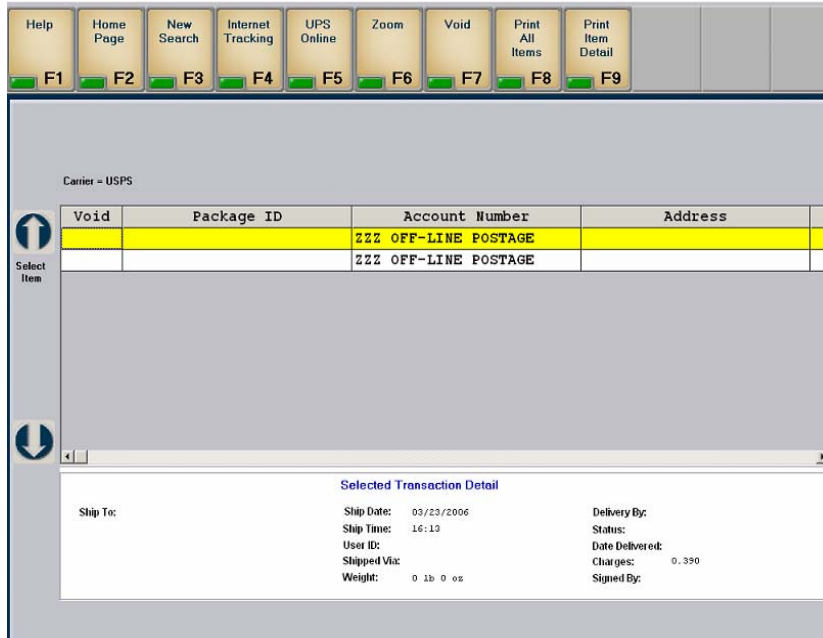 Help
F1
Home
Page
F2
New
Search
F3
Internet
Tracking
F4
UPS
Online
F5
Zoom
F6
Void
F7
Print
All
Items
F8
Print
Item
Detail
F9
Carrier = USPS
Void Package ID Account Number Address
ZZZ OFF-LINE POSTAGE
ZZZ OFF-LINE POSTAGE
Select
Item
Selected Transaction Detail
Ship To: Ship Date: 03/23/2006 Delivery By:
Ship Time: 16:13 Status:
User ID: Date Delivered:
Shipped Via: Charges: 0.390
Weight: 0 lb 0 oz Signed By: